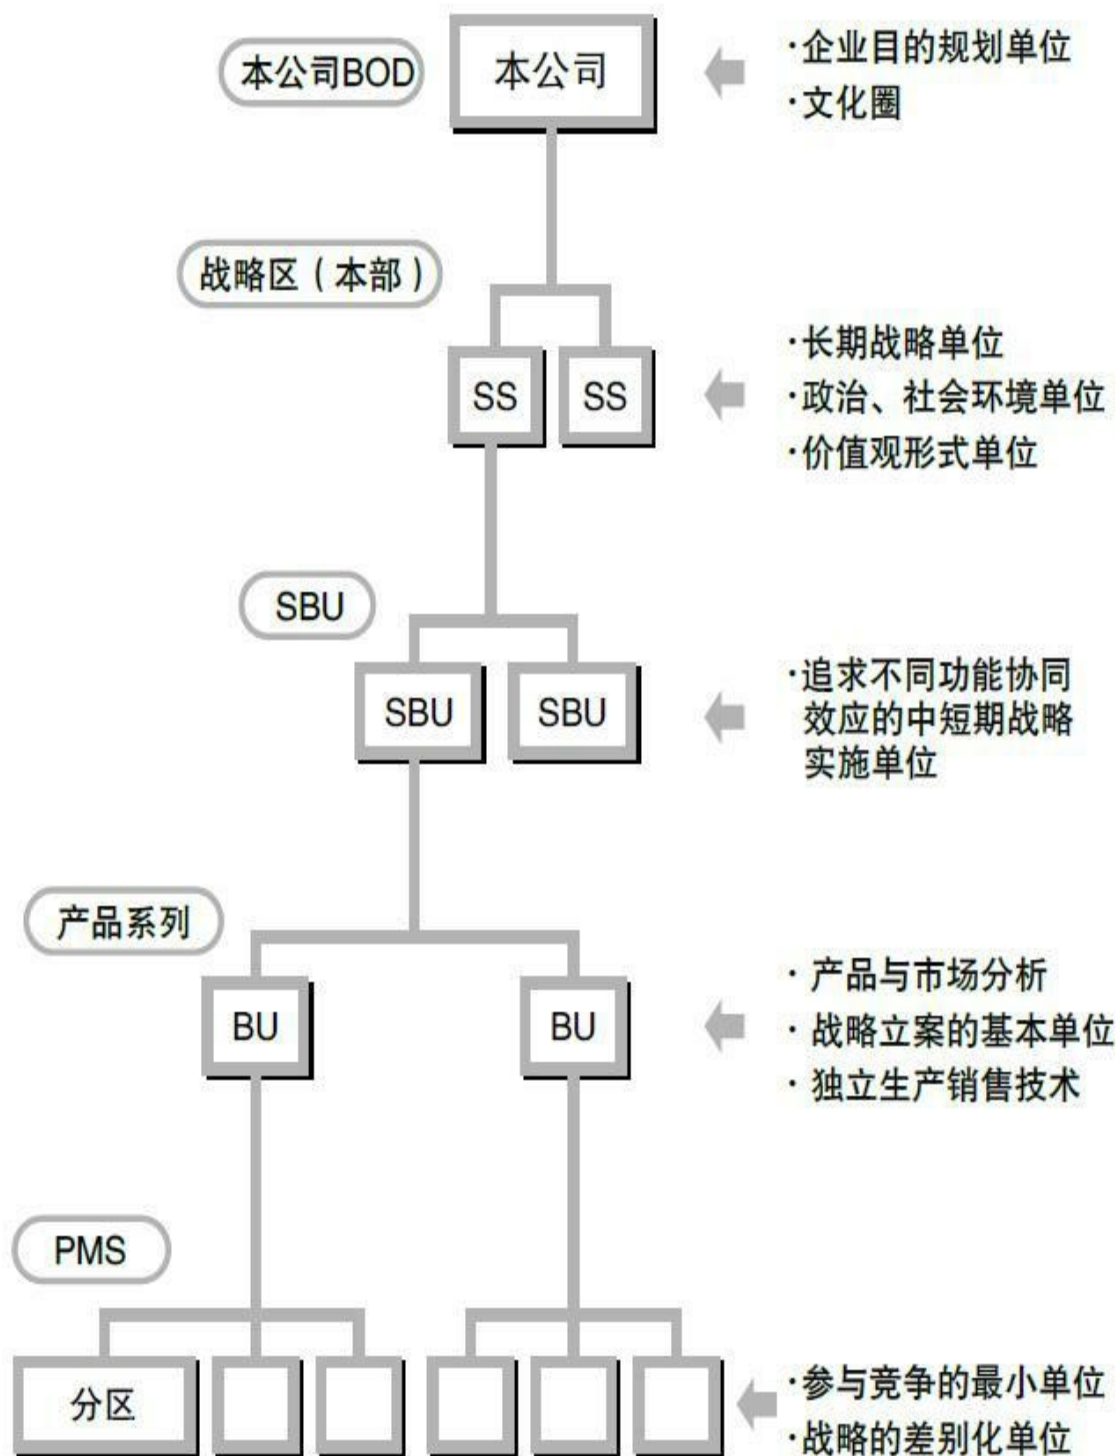 本公司BOD
本公司
·企业目的规划单位
·文化圈
战略区（本部）
SS
SS
·长期战略单位
·政治、社会环境单位
·价值观形式单位
SBU
SBU
SBU
·追求不同功能协同
效应的中短期战略
实施单位
产品系列
BU
BU
· 产品与市场分析
· 战略立案的基本单位
· 独立生产销售技术
PMS
分区
·参与竞争的最小单位
·战略的差别化单位